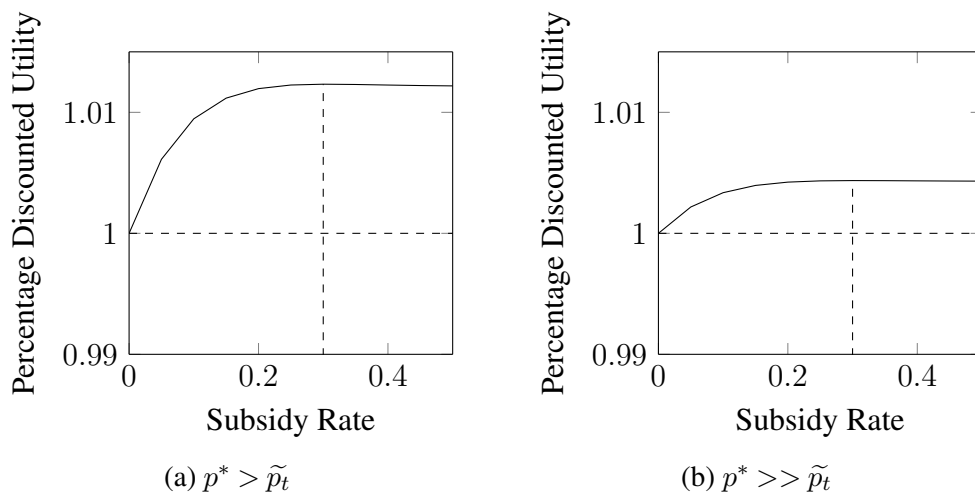 Percentage Discounted Utility
1.01
1
0.99
0
0.2
0.4
Subsidy Rate
(a) p* > p̃_t
Percentage Discounted Utility
1.01
1
0.99
0
0.2
0.4
Subsidy Rate
(b) p* >> p̃_t